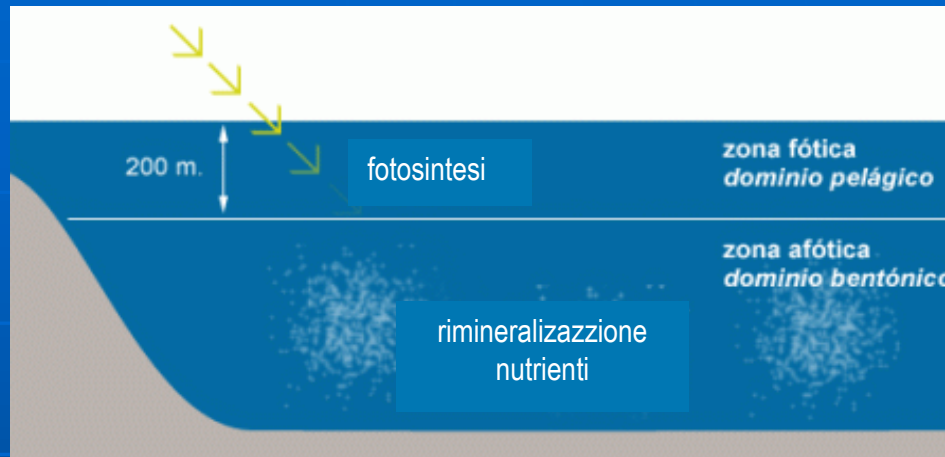 200 m.
fotosintesi
zona fótica
dominio pelágico
zona afótica
dominio bentónico
rimineralizazzione
nutrienti